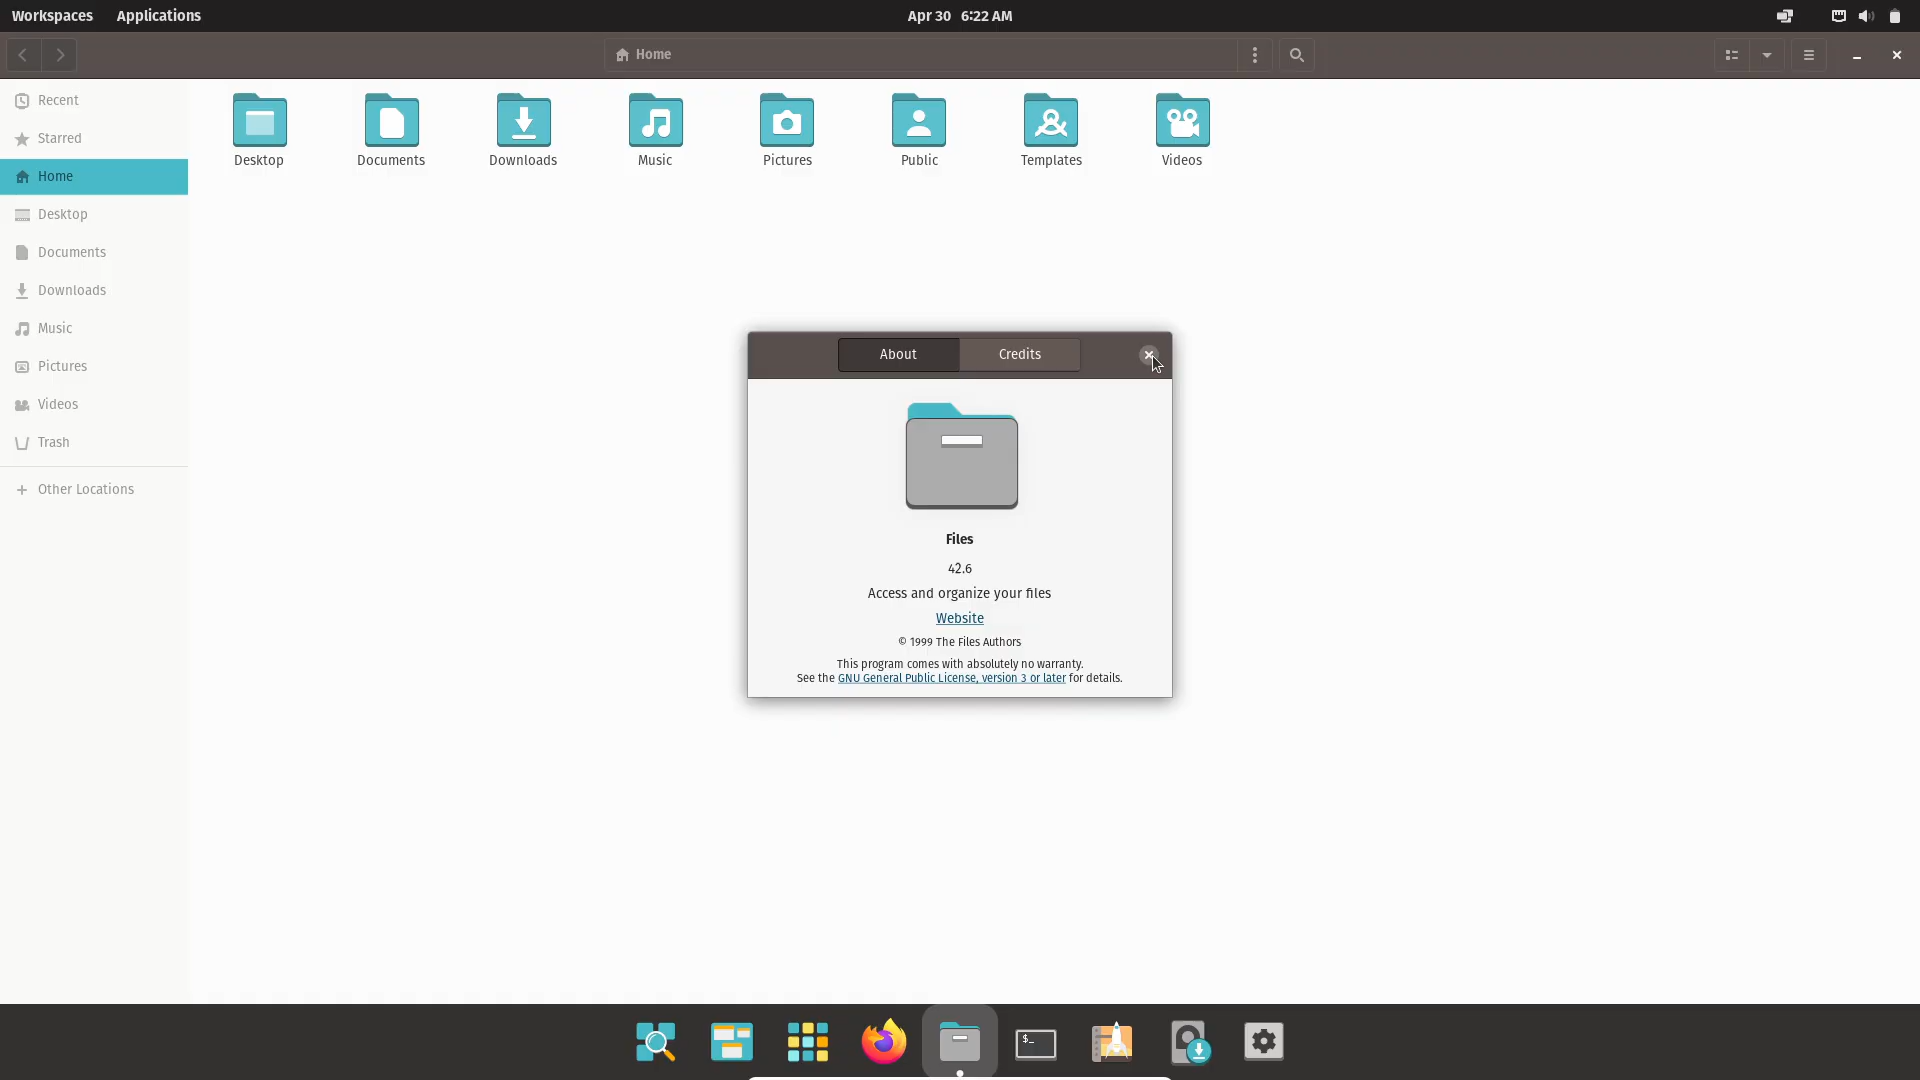 Workspaces Applications Apr 30 6:22 AM
Home
Recent
Starred
Home
Desktop
Documents
Downloads
Music
Pictures
Videos
Trash
Other Locations
Desktop Documents Downloads Music Pictures Public Templates Videos
About Credits
Files
42.6
Access and organize your files
Website
© 1999 The Files Authors
This program comes with absolutely no warranty.
See the GNU General Public License, version 3 or later for details.
$_